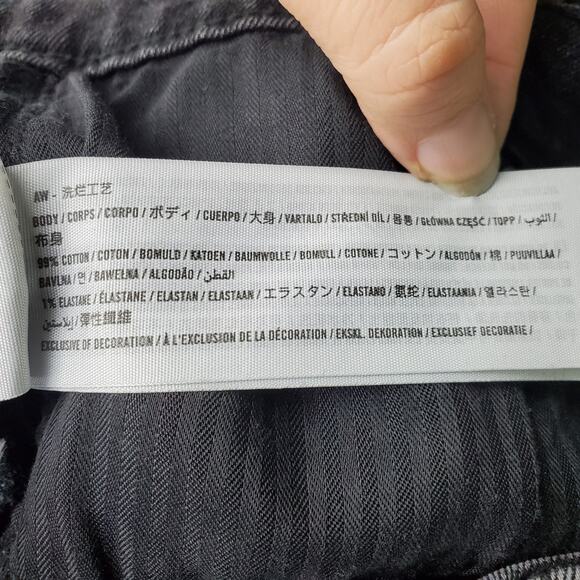 AW - 洗烂工艺
BODY / CORPS / CORPO / ボディ / CUERPO / 大身 / VARTALO / STŘEDNÍ DÍL / 몸통 / GŁÓWNA CZĘŚĆ / TOPP / الثوب /
布身
99% COTTON / COTON / BOMULD / KATOEN / BAUMWOLLE / BOMULL / COTONE / コットン / ALGODÓN / 棉 / PUUVILLAA /
BAVLNA / 면 / BAWEŁNA / ALGODÃO / القطن /
1% ELASTANE / ÉLASTANE / ELASTAN / ELASTAAN / エラスタン / ELASTANO / 氨纶 / ELASTAANIA / 엘라스탄 /
إيلاستين / 彈性纖維
EXCLUSIVE OF DECORATION / À L'EXCLUSION DE LA DÉCORATION / EKSKL. DEKORATION / EXCLUSIEF DECORATIE /